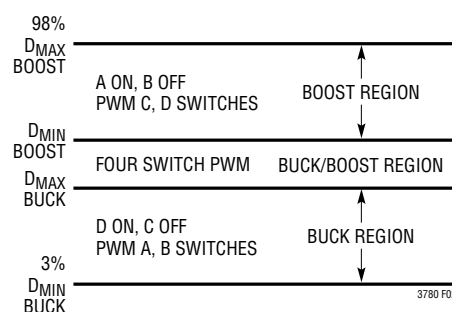 98%
DMAX
BOOST
A ON, B OFF
PWM C, D SWITCHES
BOOST REGION
DMIN
BOOST
FOUR SWITCH PWM
BUCK/BOOST REGION
DMAX
BUCK
D ON, C OFF
PWM A, B SWITCHES
BUCK REGION
3%
DMIN
BUCK
3780 F0